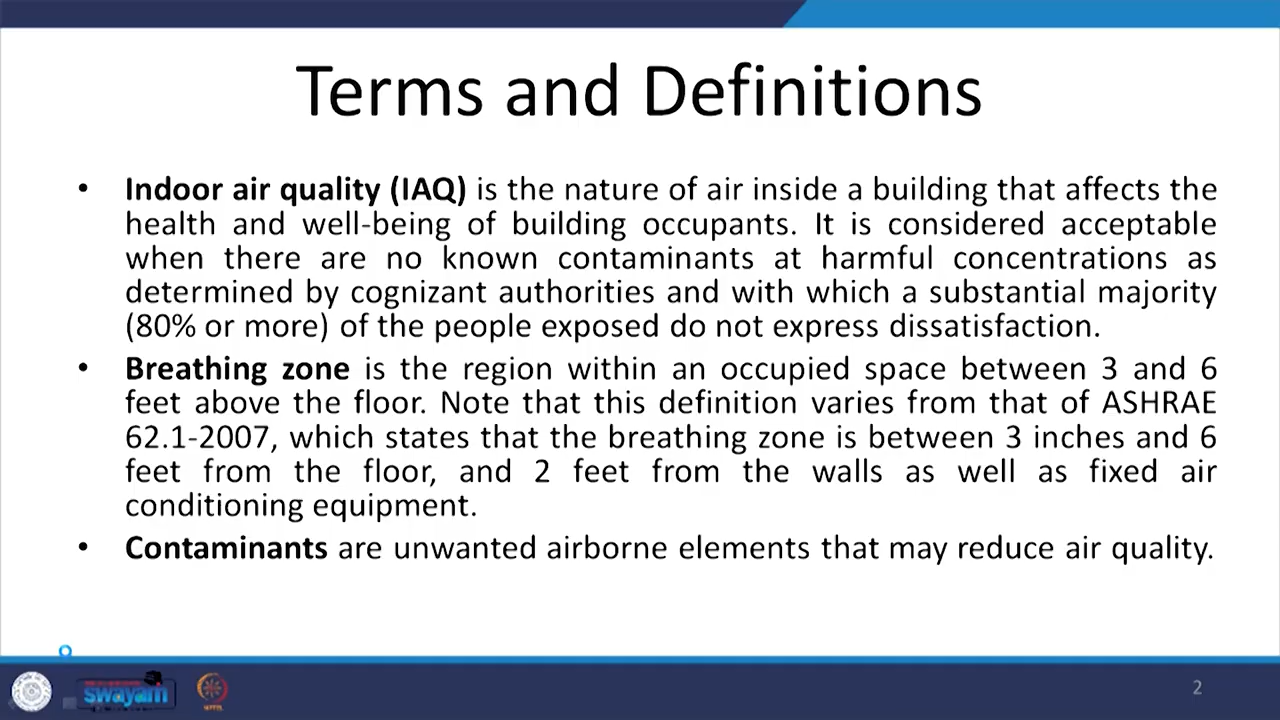 Terms and Definitions
• Indoor air quality (IAQ) is the nature of air inside a building that affects the
health and well-being of building occupants. It is considered acceptable
when there are no known contaminants at harmful concentrations as
determined by cognizant authorities and with which a substantial majority
(80% or more) of the people exposed do not express dissatisfaction.
• Breathing zone is the region within an occupied space between 3 and 6
feet above the floor. Note that this definition varies from that of ASHRAE
62.1-2007, which states that the breathing zone is between 3 inches and 6
feet from the floor, and 2 feet from the walls as well as fixed air
conditioning equipment.
• Contaminants are unwanted airborne elements that may reduce air quality.
swayam
2